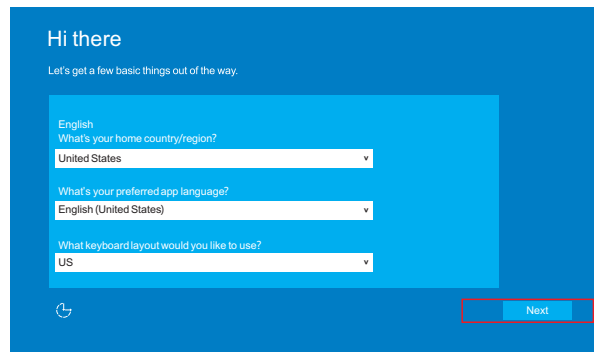 Hi there
Let's get a few basic things out of the way.
English
What's your home country/region?
United States
What's your preferred app language?
English (United States)
What keyboard layout would you like to use?
US
Next